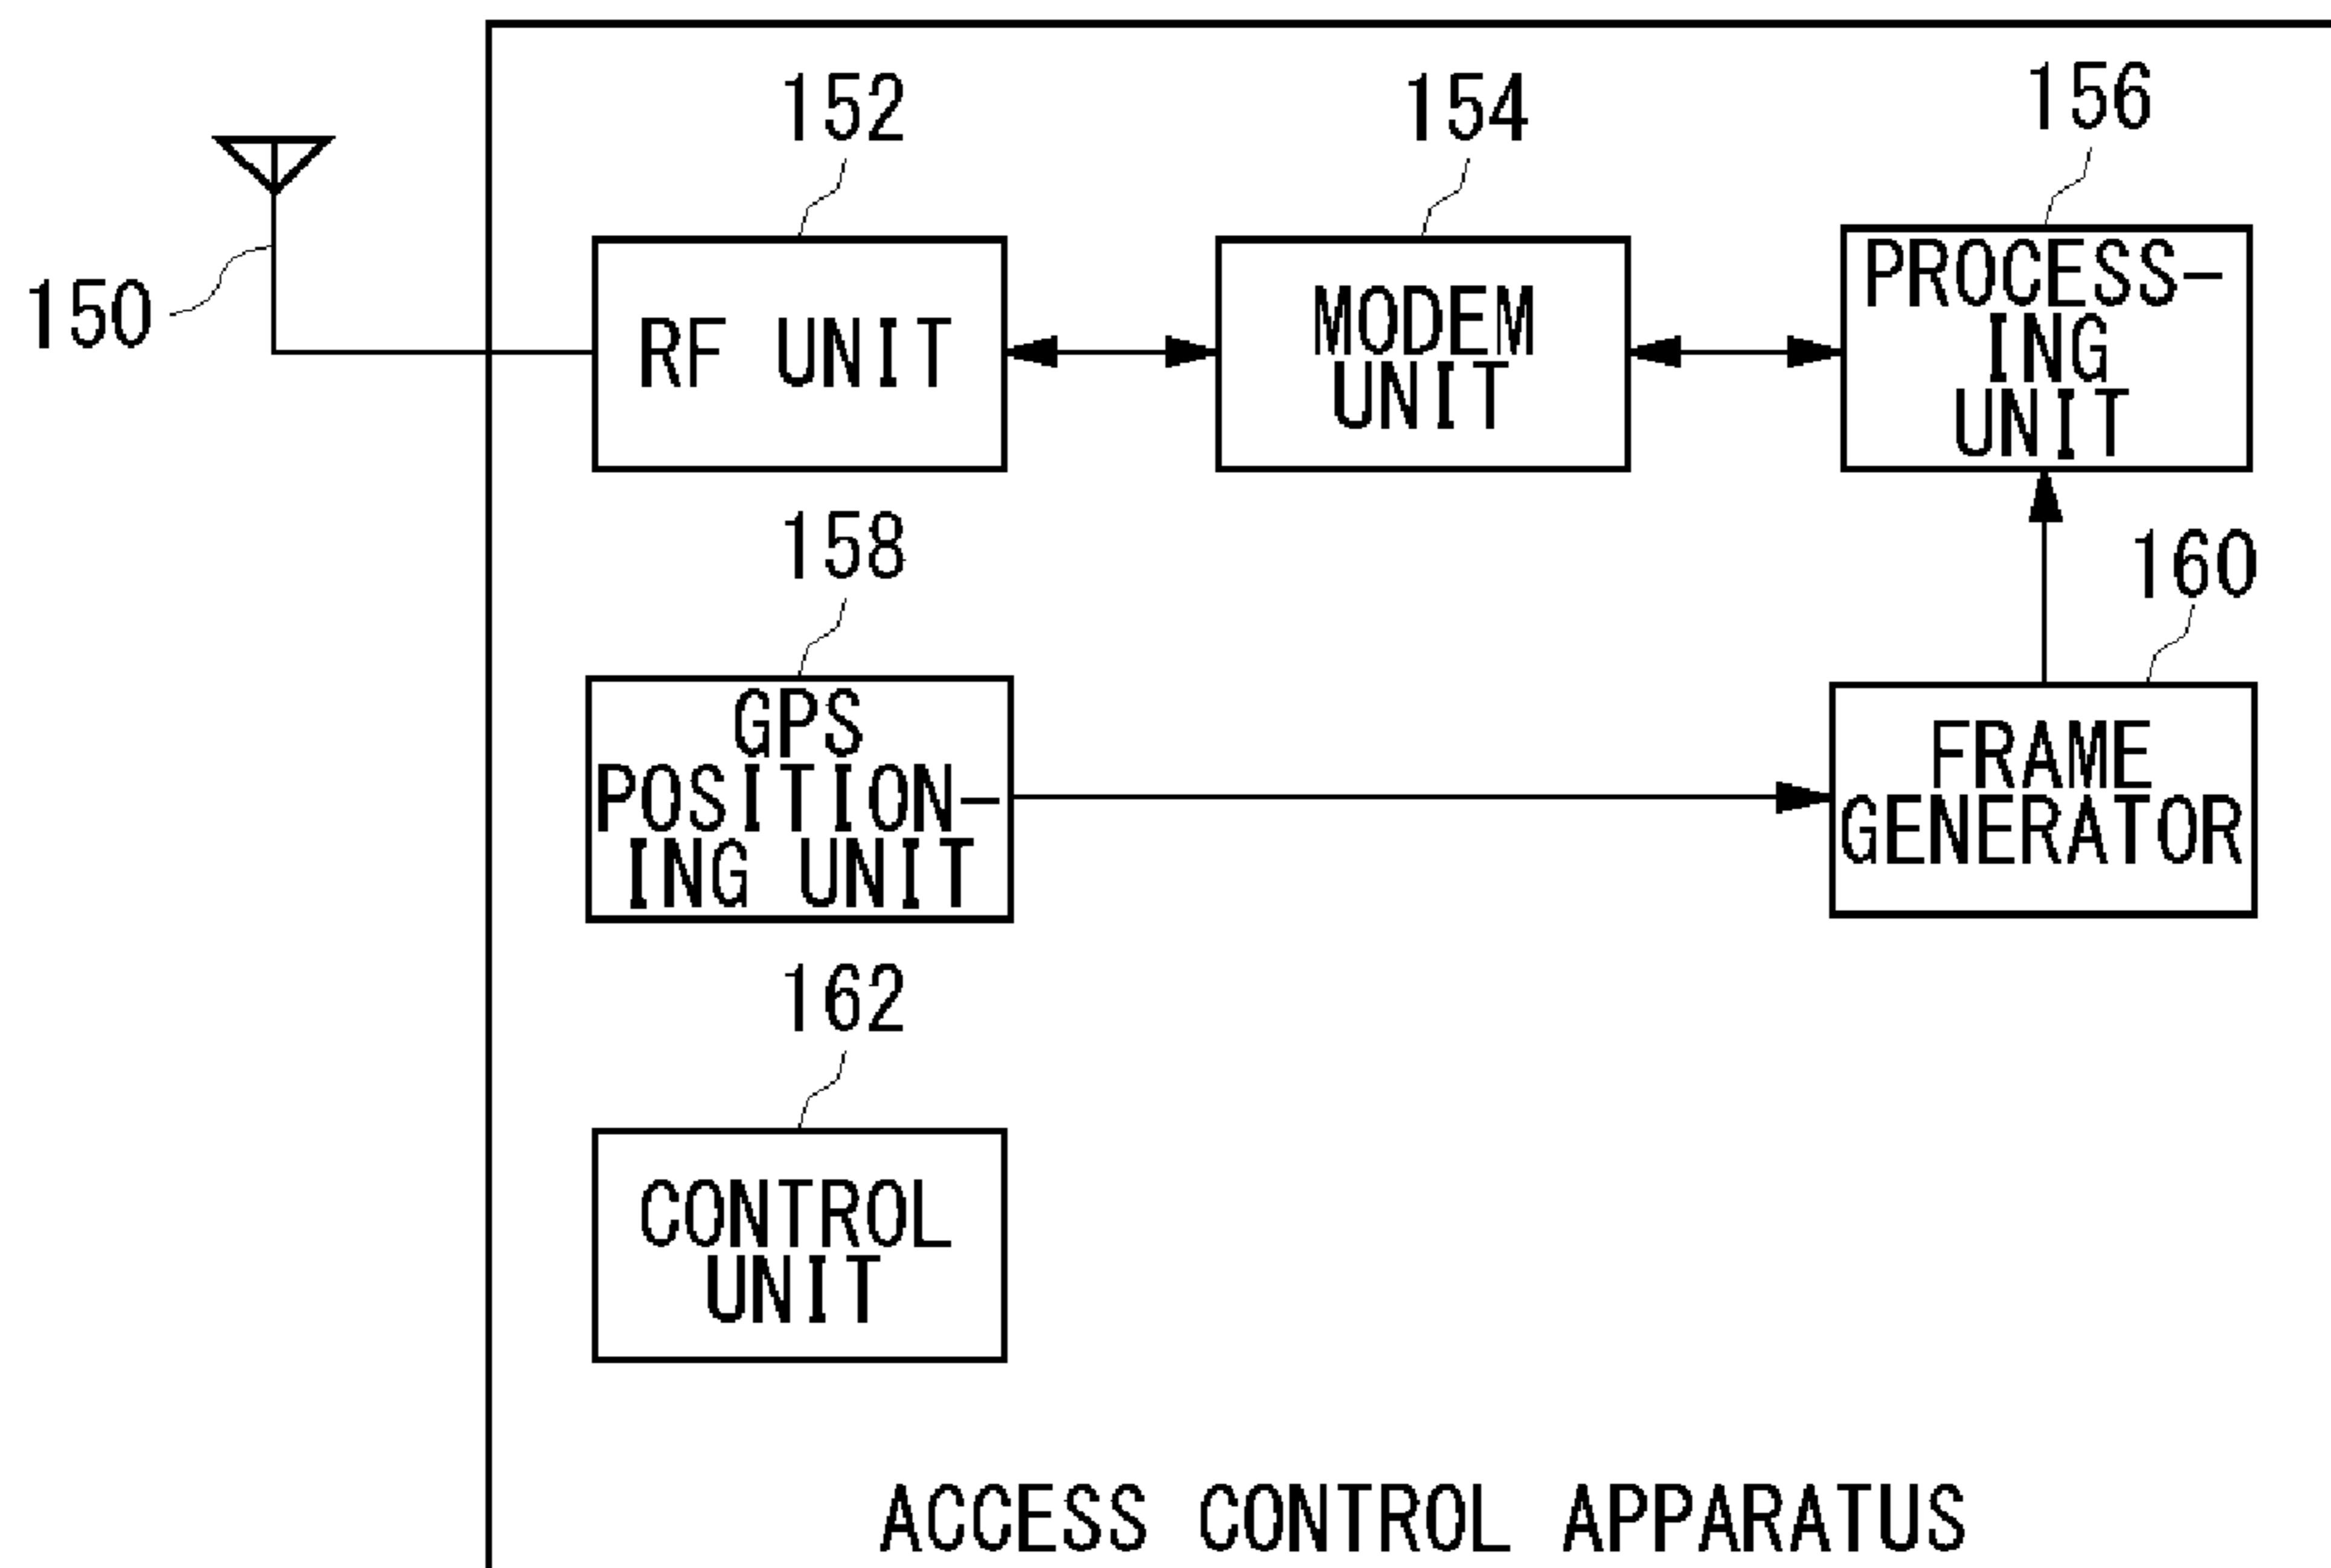 152
154
156
150
RF UNIT
MODEM
UNIT
PROCESS-
ING
UNIT
158
160
GPS
POSITION-
ING UNIT
FRAME
GENERATOR
162
CONTROL
UNIT
ACCESS CONTROL APPARATUS